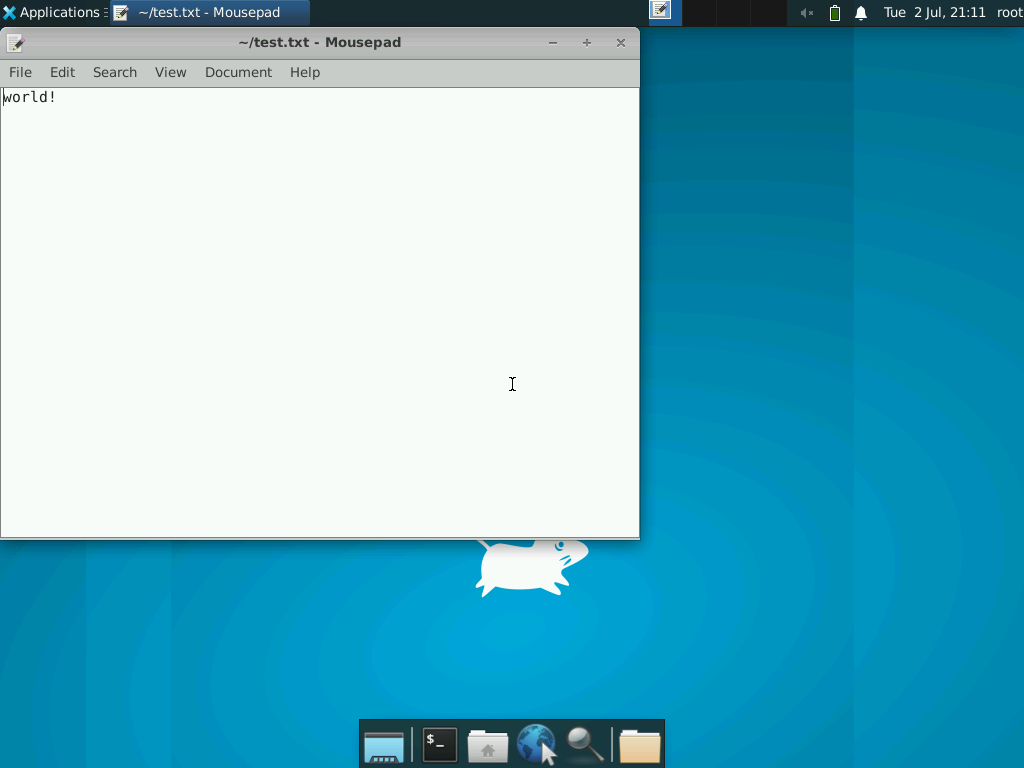 Applications
~/test.txt - Mousepad
Tue 2 Jul, 21:11
root
~/test.txt - Mousepad
File Edit Search View Document Help
world!
$_